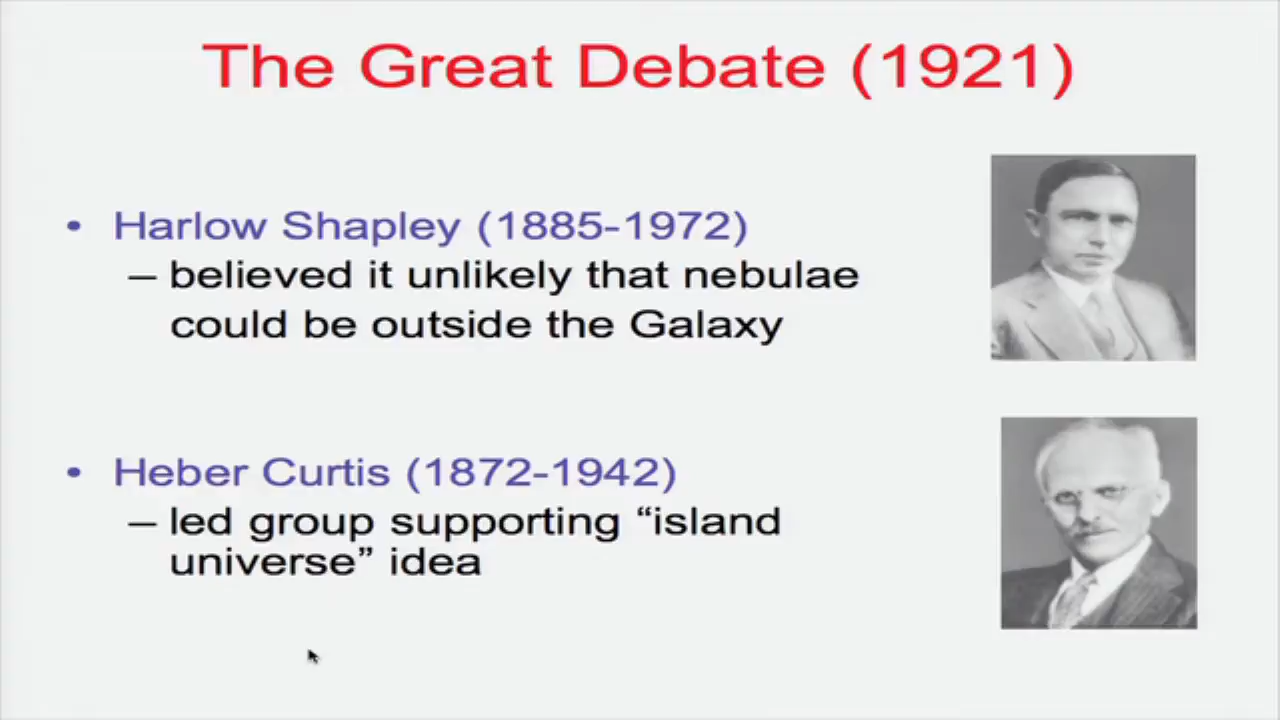 The Great Debate (1921)
• Harlow Shapley (1885-1972)
– believed it unlikely that nebulae
could be outside the Galaxy
• Heber Curtis (1872-1942)
– led group supporting “island
universe” idea